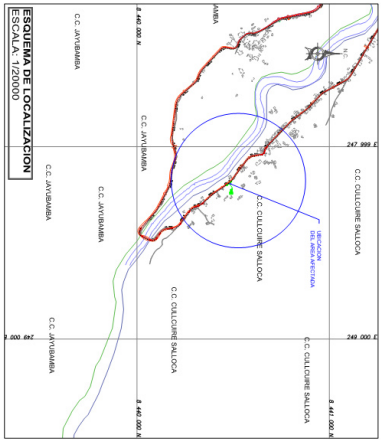 ESQUEMA DE LOCALIZACION
ESCALA: 1/20000
C.C. JAYUBAMBA
8 440 000 N
AMBA
N.C.
C.C. JAYUBAMBA
247 999 E
C.C. CULLCUIRE SALLOCA
C.C. JAYUBAMBA
C.C. JAYUBAMBA
UBICACION
DEL AREA AFECTADA
C.C. CULLCUIRE SALLOCA
C.C. CULLCUIRE SALLOCA
C.C. CULLCUIRE SALLOCA
249 000 E
249 000 E
C.C. JAYUBAMBA
8 440 000 N
8 441 000 N